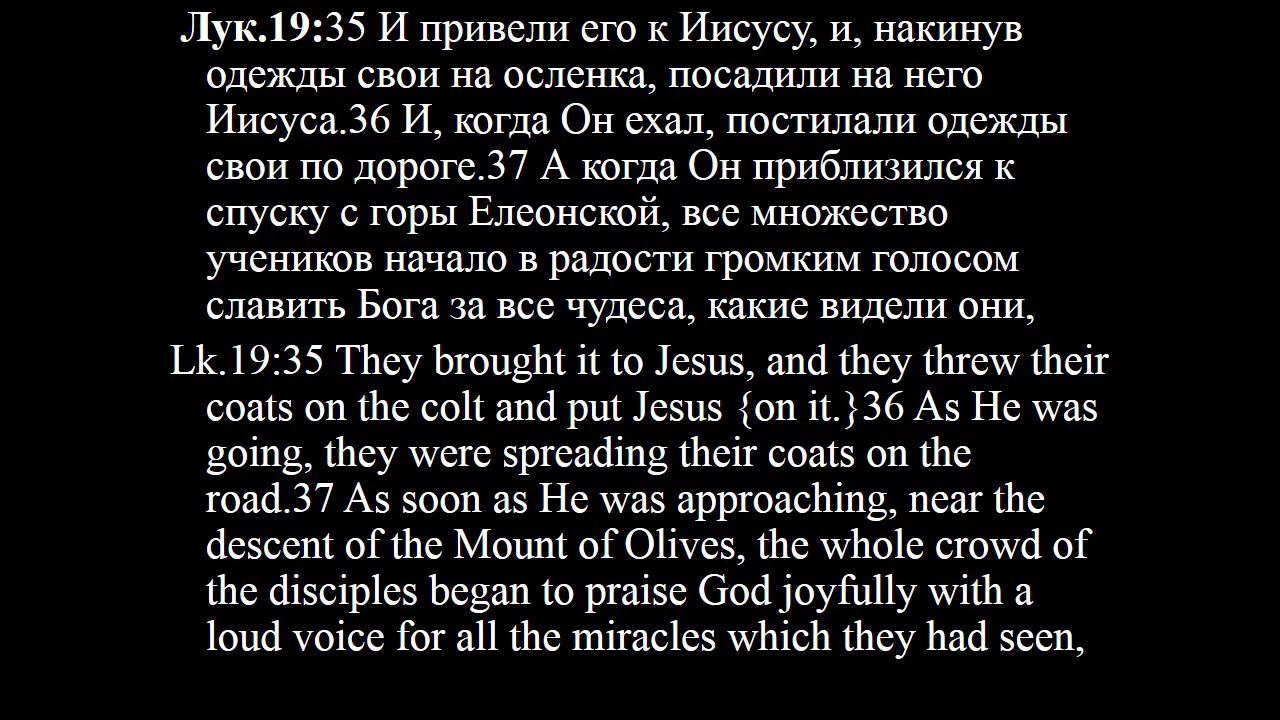 Лук.19:35 И привели его к Иисусу, и, накинув
одежды свои на осленка, посадили на него
Иисуса.36 И, когда Он ехал, постилали одежды
свои по дороге.37 А когда Он приблизился к
спуску с горы Елеонской, все множество
учеников начало в радости громким голосом
славить Бога за все чудеса, какие видели они,
Lk.19:35 They brought it to Jesus, and they threw their
coats on the colt and put Jesus {on it.}36 As He was
going, they were spreading their coats on the
road.37 As soon as He was approaching, near the
descent of the Mount of Olives, the whole crowd of
the disciples began to praise God joyfully with a
loud voice for all the miracles which they had seen,